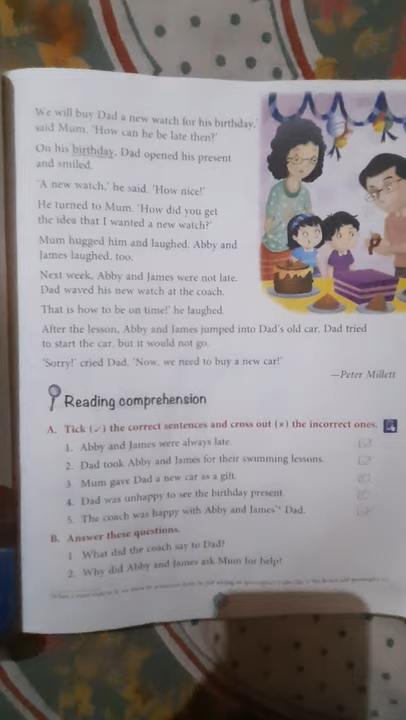 We will buy Dad a new watch for his birthday,'
said Mum. 'How can he be late then?'
On his birthday, Dad opened his present
and smiled.
'A new watch,' he said. 'How nice!'
He turned to Mum. 'How did you get
the idea that I wanted a new watch?'
Mum hugged him and laughed. Abby and
James laughed, too.
Next week, Abby and James were not late.
Dad waved his new watch at the coach.
That is how to be on time!' he laughed.
After the lesson, Abby and James jumped into Dad's old car. Dad tried
to start the car, but it would not go.
'Sorry!' cried Dad. 'Now, we need to buy a new car!'
—Peter Millett
Reading comprehension
A. Tick (✓) the correct sentences and cross out (×) the incorrect ones.
1. Abby and James were always late.
2. Dad took Abby and James for their swimming lessons.
3 Mum gave Dad a new car as a gift.
4. Dad was unhappy to see the birthday present.
5. The coach was happy with Abby and James'* Dad.
B. Answer these questions.
1 What did the coach say to Dad?
2. Why did Abby and James ask Mum for help?